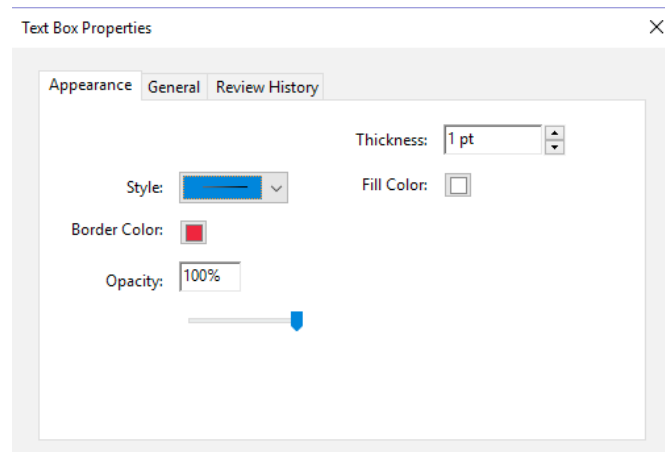 Text Box Properties
Appearance General Review History
Thickness: 1 pt
Style: Fill Color:
Border Color:
Opacity: 100%